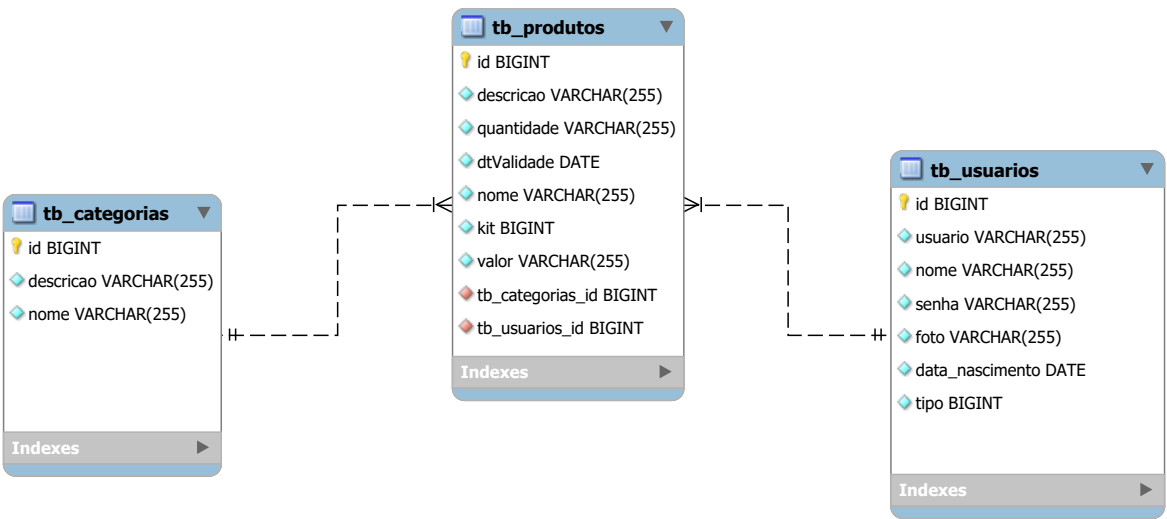 tb_categorias
id BIGINT
descricao VARCHAR(255)
nome VARCHAR(255)
Indexes
tb_produtos
id BIGINT
descricao VARCHAR(255)
quantidade VARCHAR(255)
dtValidade DATE
nome VARCHAR(255)
kit BIGINT
valor VARCHAR(255)
tb_categorias_id BIGINT
tb_usuarios_id BIGINT
Indexes
tb_usuarios
id BIGINT
usuario VARCHAR(255)
nome VARCHAR(255)
senha VARCHAR(255)
foto VARCHAR(255)
data_nascimento DATE
tipo BIGINT
Indexes